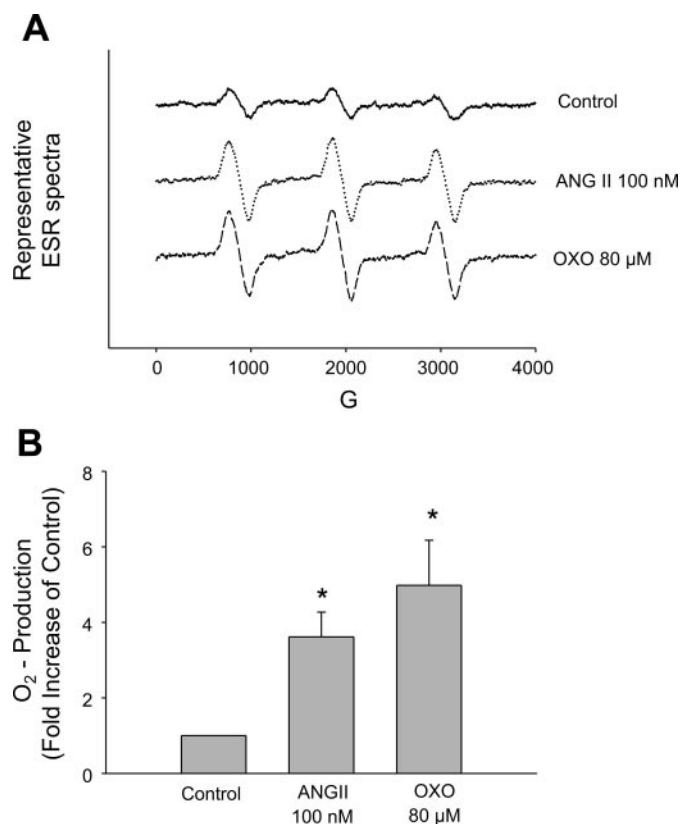 A
Representative
ESR spectra
Control
ANG II 100 nM
OXO 80 µM
0 1000 2000 3000 4000
G
B
O2 - Production
(Fold Increase of Control)
8
6
4
2
0
*
*
Control ANGII OXO
100 nM 80 µM